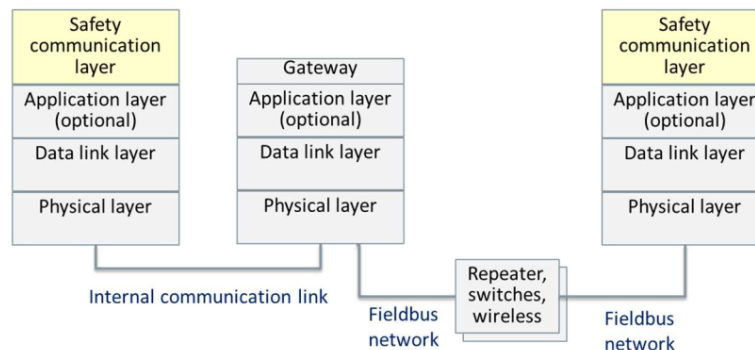 Safety
communication
layer
Application layer
(optional)
Data link layer
Physical layer
Gateway
Application layer
(optional)
Data link layer
Physical layer
Safety
communication
layer
Application layer
(optional)
Data link layer
Physical layer
Internal communication link
Fieldbus
network
Repeater,
switches,
wireless
Fieldbus
network